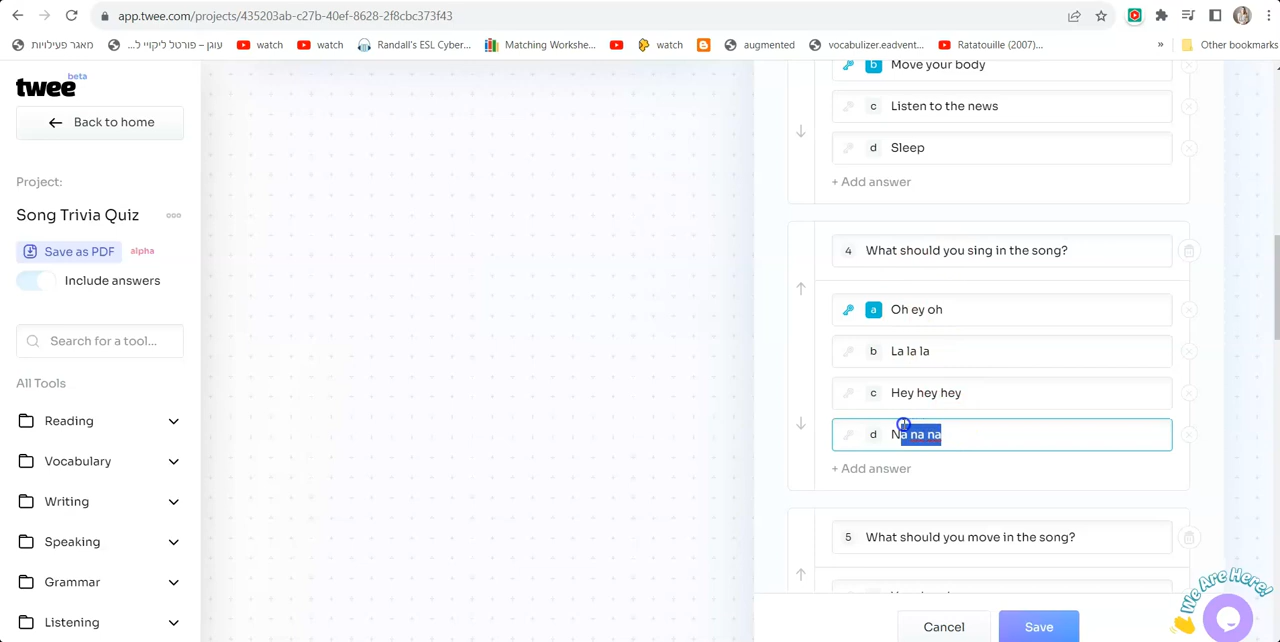 app.twee.com/projects/435203ab-c27b-40ef-8628-2f8cbc373f43
מאגר פעילויות
עוגן - פורטל ליקויי ל...
watch
watch
Randall's ESL Cyber...
Matching Workshe...
watch
augmented
vocabulizer.eadvent...
Ratatouille (2007)...
»
Other bookmarks
twee
beta
← Back to home
Project:
Song Trivia Quiz
Save as PDF alpha
Include answers
Search for a tool...
All Tools
Reading
Vocabulary
Writing
Speaking
Grammar
Listening
b Move your body
c Listen to the news
d Sleep
+ Add answer
4 What should you sing in the song?
a Oh ey oh
b La la la
c Hey hey hey
d Na na na
+ Add answer
5 What should you move in the song?
Cancel
Save
We Are Here!